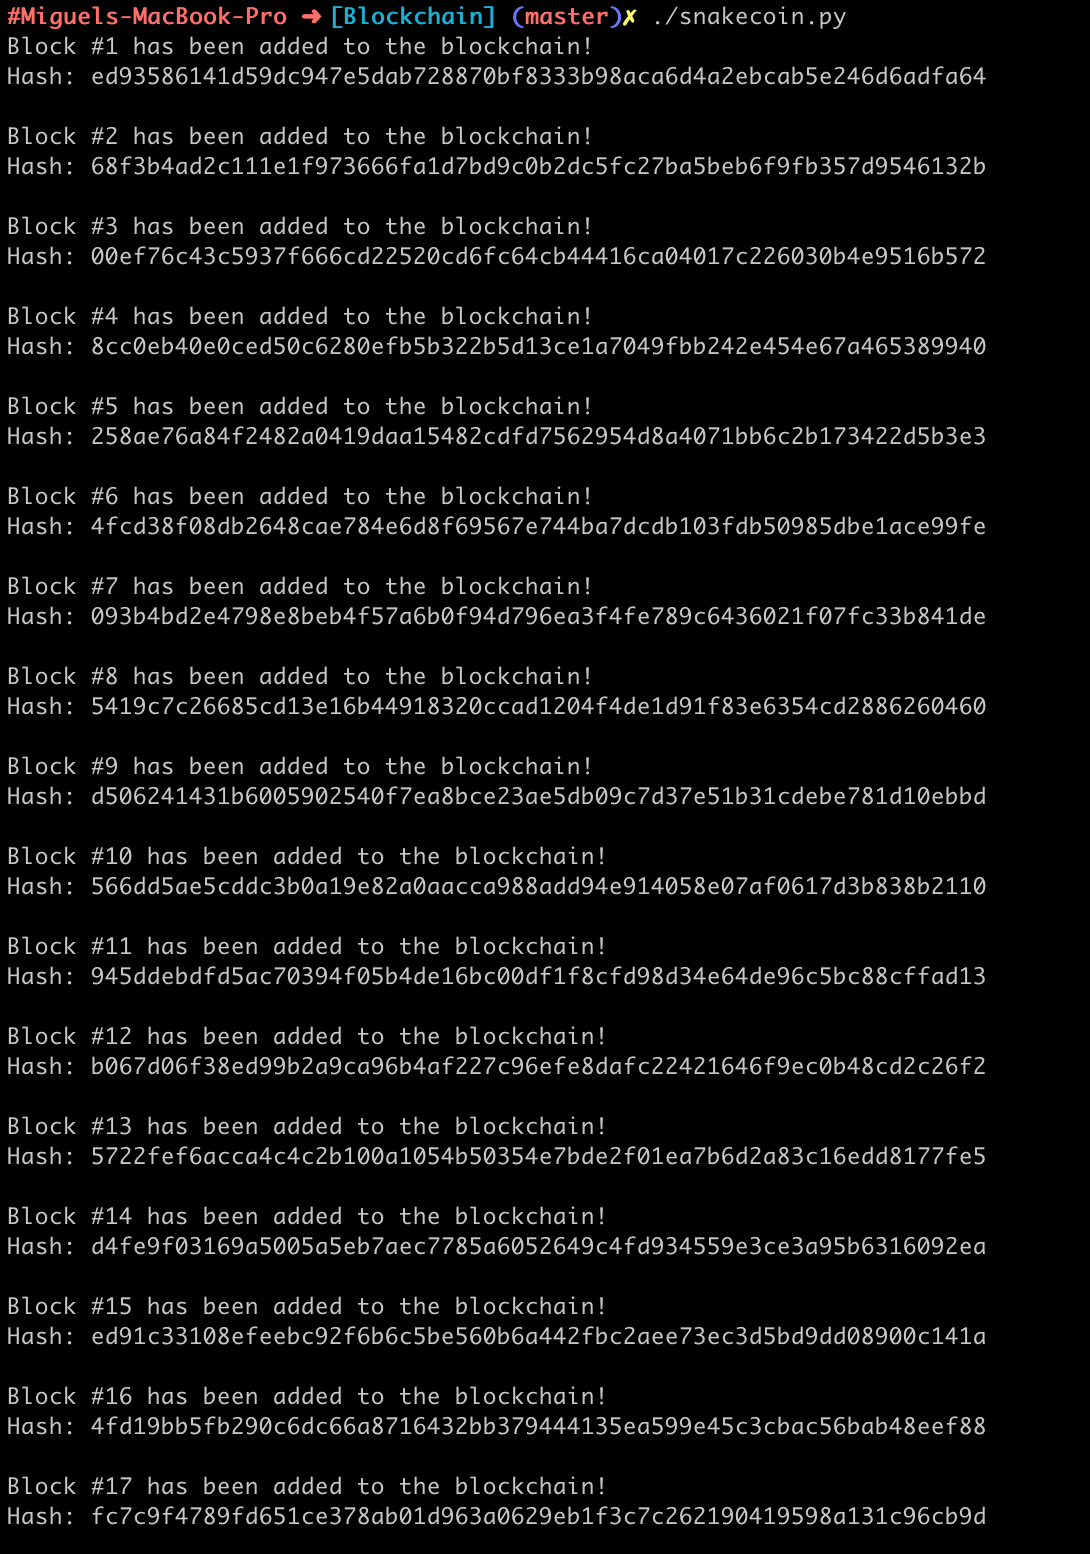 #Miguels-MacBook-Pro ➜ [Blockchain] (master)✗ ./snakecoin.py
Block #1 has been added to the blockchain!
Hash: ed93586141d59dc947e5dab728870bf8333b98aca6d4a2ebcab5e246d6adfa64
Block #2 has been added to the blockchain!
Hash: 68f3b4ad2c111e1f973666fa1d7bd9c0b2dc5fc27ba5beb6f9fb357d9546132b
Block #3 has been added to the blockchain!
Hash: 00ef76c43c5937f666cd22520cd6fc64cb44416ca04017c226030b4e9516b572
Block #4 has been added to the blockchain!
Hash: 8cc0eb40e0ced50c6280efb5b322b5d13ce1a7049fbb242e454e67a465389940
Block #5 has been added to the blockchain!
Hash: 258ae76a84f2482a0419daa15482cdfd7562954d8a4071bb6c2b173422d5b3e3
Block #6 has been added to the blockchain!
Hash: 4fcd38f08db2648cae784e6d8f69567e744ba7dcdb103fdb50985dbe1ace99fe
Block #7 has been added to the blockchain!
Hash: 093b4bd2e4798e8beb4f57a6b0f94d796ea3f4fe789c6436021f07fc33b841de
Block #8 has been added to the blockchain!
Hash: 5419c7c26685cd13e16b44918320ccad1204f4de1d91f83e6354cd2886260460
Block #9 has been added to the blockchain!
Hash: d506241431b6005902540f7ea8bce23ae5db09c7d37e51b31cdebe781d10ebbd
Block #10 has been added to the blockchain!
Hash: 566dd5ae5cddc3b0a19e82a0aacca988add94e914058e07af0617d3b838b2110
Block #11 has been added to the blockchain!
Hash: 945ddebdfd5ac70394f05b4de16bc00df1f8cfd98d34e64de96c5bc88cffad13
Block #12 has been added to the blockchain!
Hash: b067d06f38ed99b2a9ca96b4af227c96efe8dafc22421646f9ec0b48cd2c26f2
Block #13 has been added to the blockchain!
Hash: 5722fef6acca4c4c2b100a1054b50354e7bde2f01ea7b6d2a83c16edd8177fe5
Block #14 has been added to the blockchain!
Hash: d4fe9f03169a5005a5eb7aec7785a6052649c4fd934559e3ce3a95b6316092ea
Block #15 has been added to the blockchain!
Hash: ed91c33108efeebc92f6b6c5be560b6a442fbc2aee73ec3d5bd9dd08900c141a
Block #16 has been added to the blockchain!
Hash: 4fd19bb5fb290c6dc66a8716432bb379444135ea599e45c3cbac56bab48eef88
Block #17 has been added to the blockchain!
Hash: fc7c9f4789fd651ce378ab01d963a0629eb1f3c7c262190419598a131c96cb9d